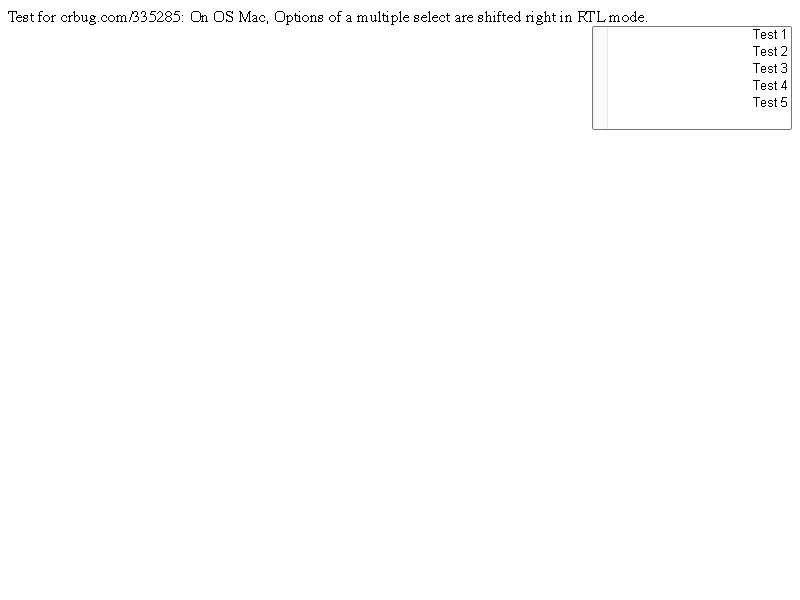 Test for crbug.com/335285: On OS Mac, Options of a multiple select are shifted right in RTL mode.
Test 1
Test 2
Test 3
Test 4
Test 5